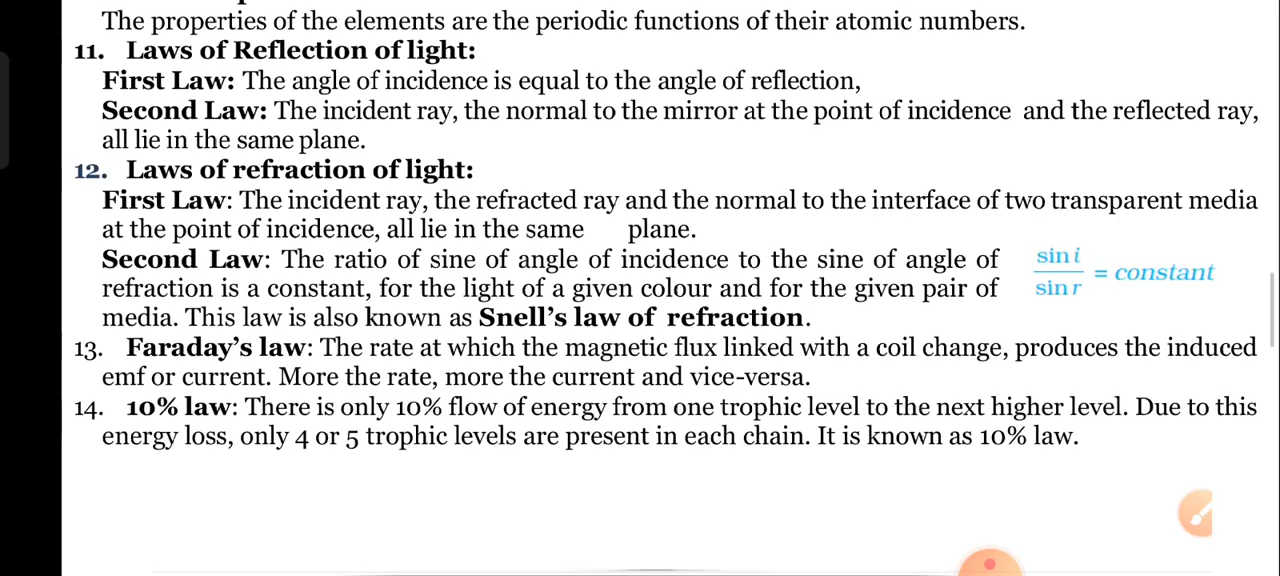 The properties of the elements are the periodic functions of their atomic numbers.
11. Laws of Reflection of light:
First Law: The angle of incidence is equal to the angle of reflection,
Second Law: The incident ray, the normal to the mirror at the point of incidence and the reflected ray,
all lie in the same plane.
12. Laws of refraction of light:
First Law: The incident ray, the refracted ray and the normal to the interface of two transparent media
at the point of incidence, all lie in the same plane.
Second Law: The ratio of sine of angle of incidence to the sine of angle of
refraction is a constant, for the light of a given colour and for the given pair of
media. This law is also known as Snell's law of refraction.
sin i
sin r
= constant
13. Faraday's law: The rate at which the magnetic flux linked with a coil change, produces the induced
emf or current. More the rate, more the current and vice-versa.
14. 10% law: There is only 10% flow of energy from one trophic level to the next higher level. Due to this
energy loss, only 4 or 5 trophic levels are present in each chain. It is known as 10% law.